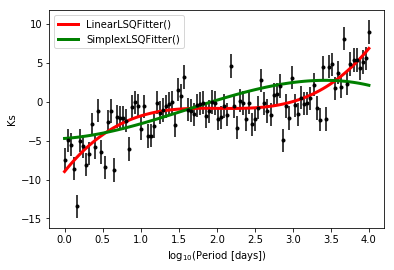 LinearLSQFitter()
SimplexLSQFitter()
Ks
10
5
0
−5
−10
−15
0.0 0.5 1.0 1.5 2.0 2.5 3.0 3.5 4.0
log₁₀(Period [days])